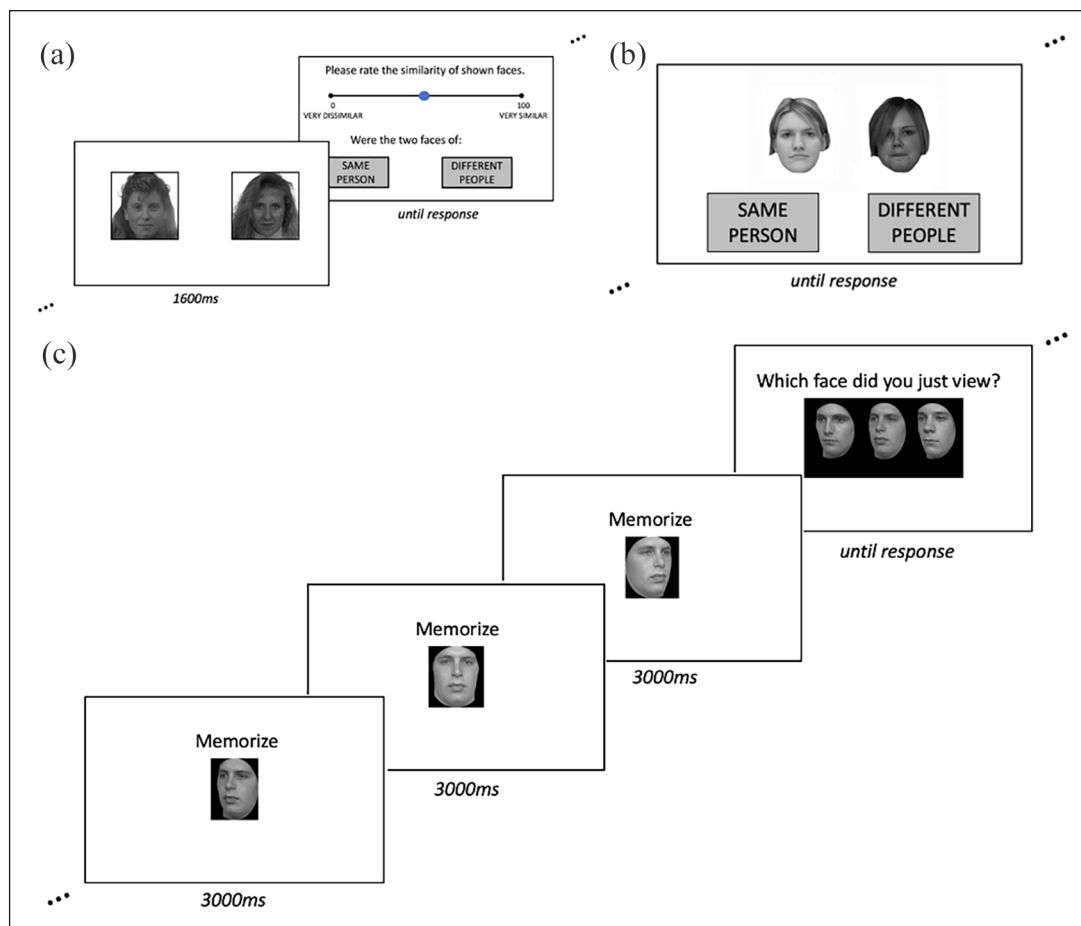 (a)
Please rate the similarity of shown faces.
0
100
VERY DISSIMILAR
VERY SIMILAR
Were the two faces of:
SAME
PERSON
DIFFERENT
PEOPLE
until response
1600ms
(b)
SAME
PERSON
DIFFERENT
PEOPLE
until response
(c)
Which face did you just view?
until response
Memorize
3000ms
Memorize
3000ms
Memorize
3000ms